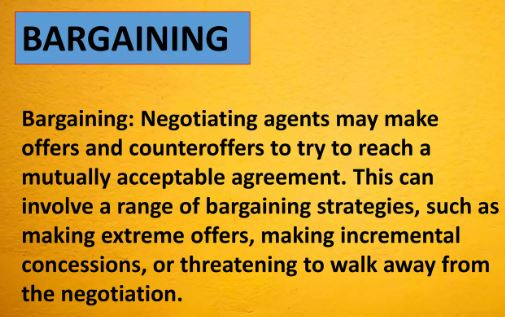 BARGAINING
Bargaining: Negotiating agents may make
offers and counteroffers to try to reach a
mutually acceptable agreement. This can
involve a range of bargaining strategies, such as
making extreme offers, making incremental
concessions, or threatening to walk away from
the negotiation.